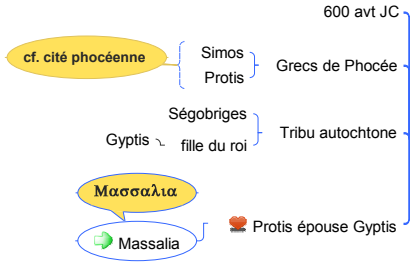 600 avt JC
cf. cité phocéenne
Simos
Protis
Grecs de Phocée
Ségobriges
Gyptis
fille du roi
Tribu autochtone
Μασσαλια
Massalia
Protis épouse Gyptis